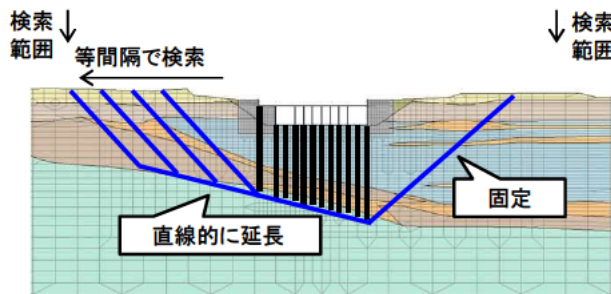 検索
範囲
等間隔で検索
検索
範囲
固定
直線的に延長